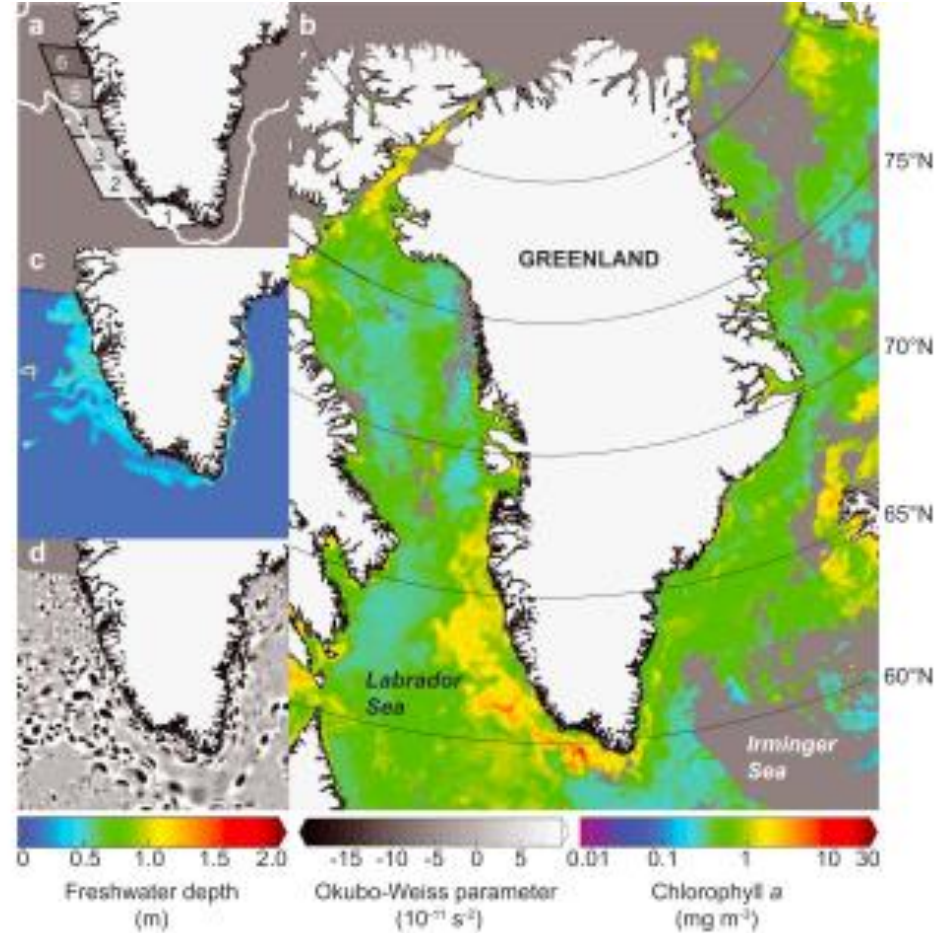 a
b
6
5
4
3
2
1
c
d
GREENLAND
75°N
70°N
65°N
60°N
Labrador
Sea
Irminger
Sea
0 0.5 1.0 1.5 2.0
Freshwater depth
(m)
-15 -10 -5 0 5
Okubo-Weiss parameter
(10⁻¹¹ s⁻²)
0.01 0.1 1 10 30
Chlorophyll a
(mg m⁻³)